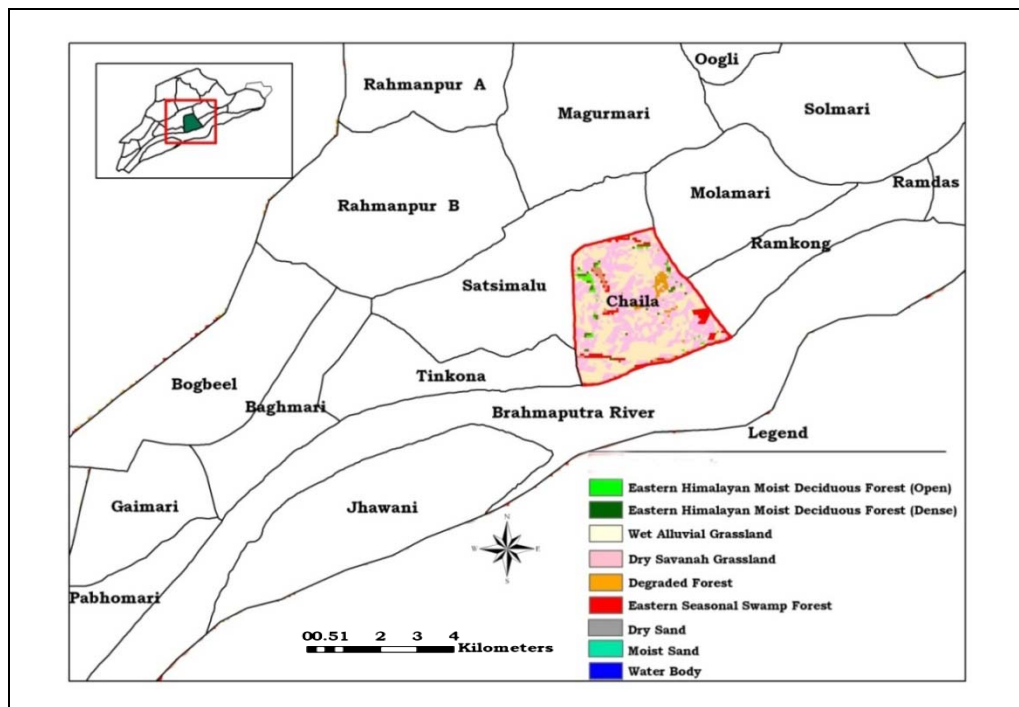 Oogli
Rahmanpur A
Magurmari
Solmari
Rahmanpur B
Molamari
Ramdas
Ramkong
Satsimalu
Chaila
Bogbeel
Tinkona
Baghmari
Brahmaputra River
Legend
Gaimari
Jhawani
Pabhomari
N
W E
S
00.51 2 3 4
Kilometers
Eastern Himalayan Moist Deciduous Forest (Open)
Eastern Himalayan Moist Deciduous Forest (Dense)
Wet Alluvial Grassland
Dry Savanah Grassland
Degraded Forest
Eastern Seasonal Swamp Forest
Dry Sand
Moist Sand
Water Body